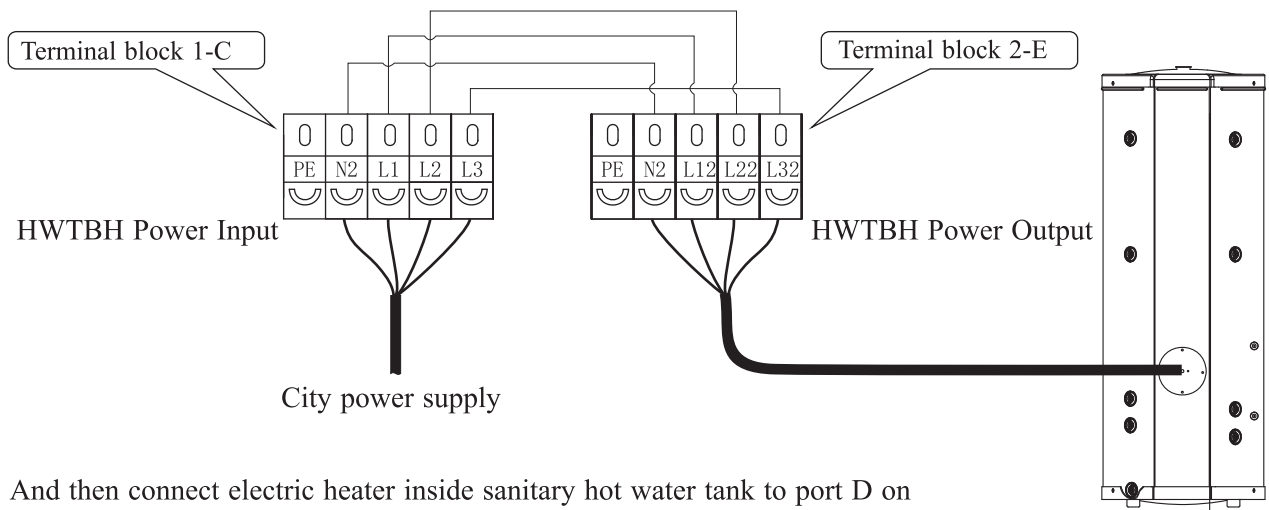 Terminal block 1-C
Terminal block 2-E
PE N2 L1 L2 L3
PE N2 L12 L22 L32
HWTBH Power Input
HWTBH Power Output
City power supply
And then connect electric heater inside sanitary hot water tank to port D on